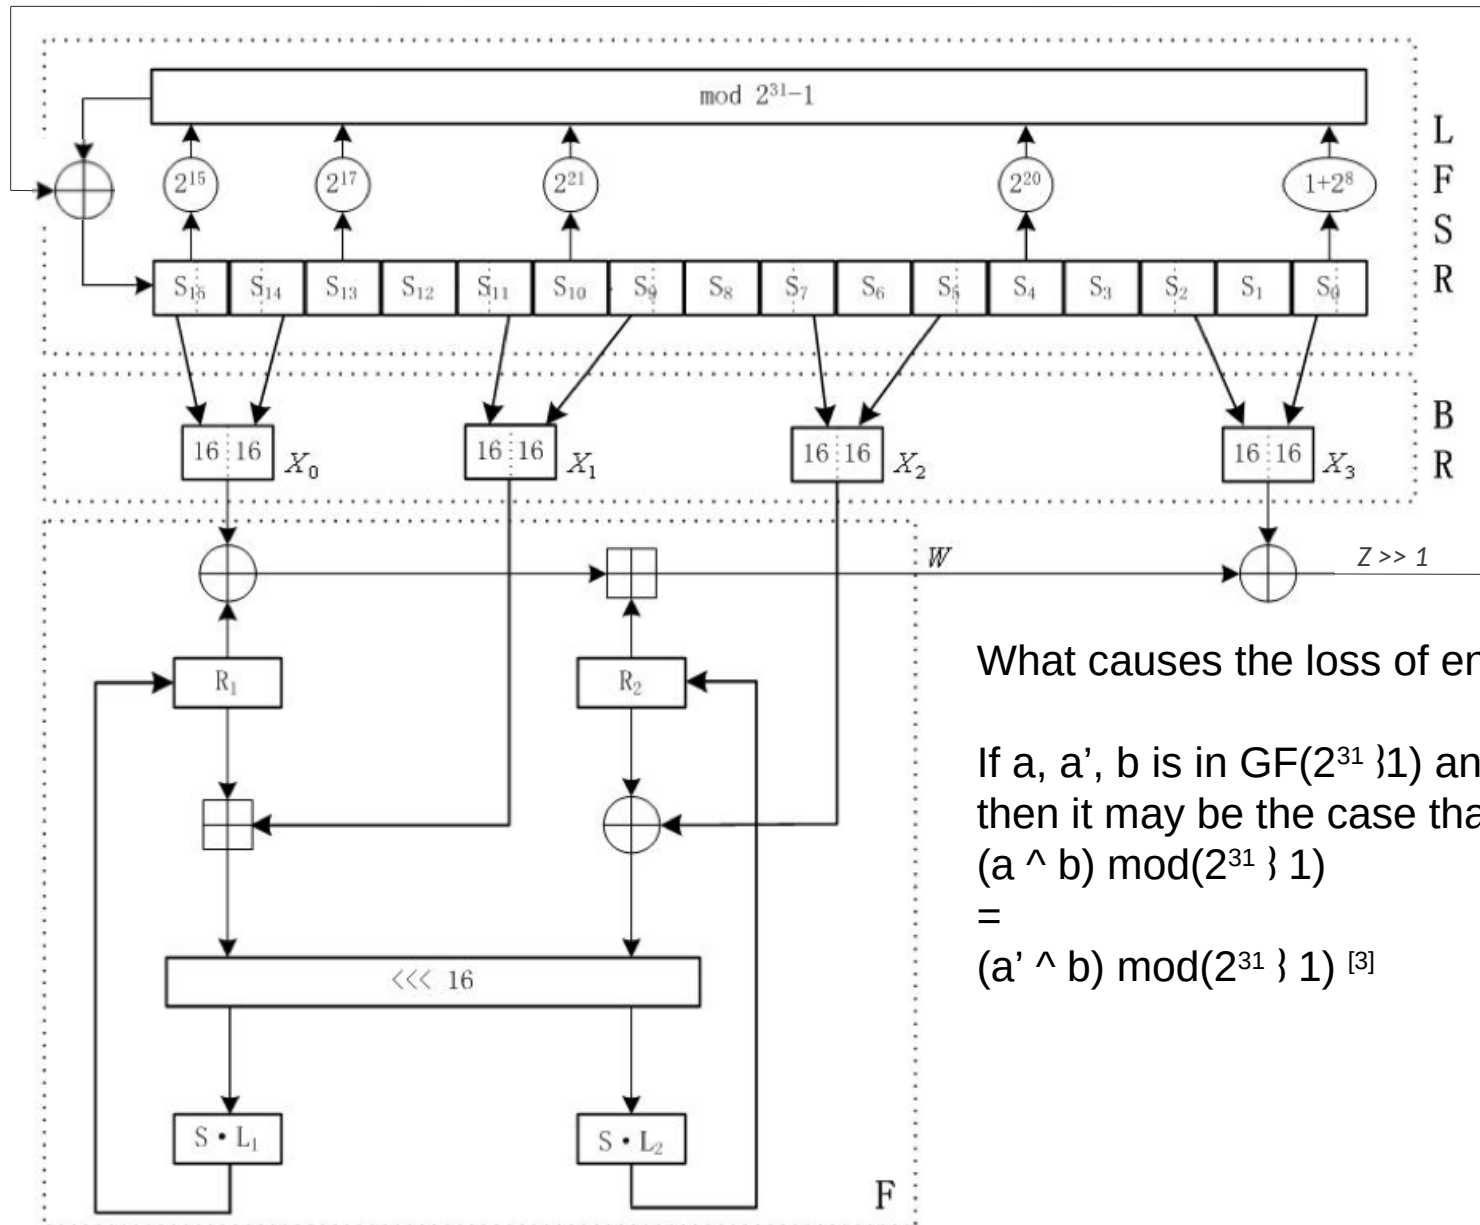 mod 2³¹−1
L
F
S
R
2¹⁵ 2¹⁷ 2²¹ 2²⁰ 1+2⁸
S₁₅ S₁₄ S₁₃ S₁₂ S₁₁ S₁₀ S₉ S₈ S₇ S₆ S₅ S₄ S₃ S₂ S₁ S₀
B
R
16 16 X₀ 16 16 X₁ 16 16 X₂ 16 16 X₃
W Z >> 1
R₁ R₂
What causes the loss of en
If a, a’, b is in GF(2³¹ }1) an
then it may be the case tha
(a ^ b) mod(2³¹ } 1)
=
(a’ ^ b) mod(2³¹ } 1) [3]
<<< 16
S • L₁ S • L₂
F